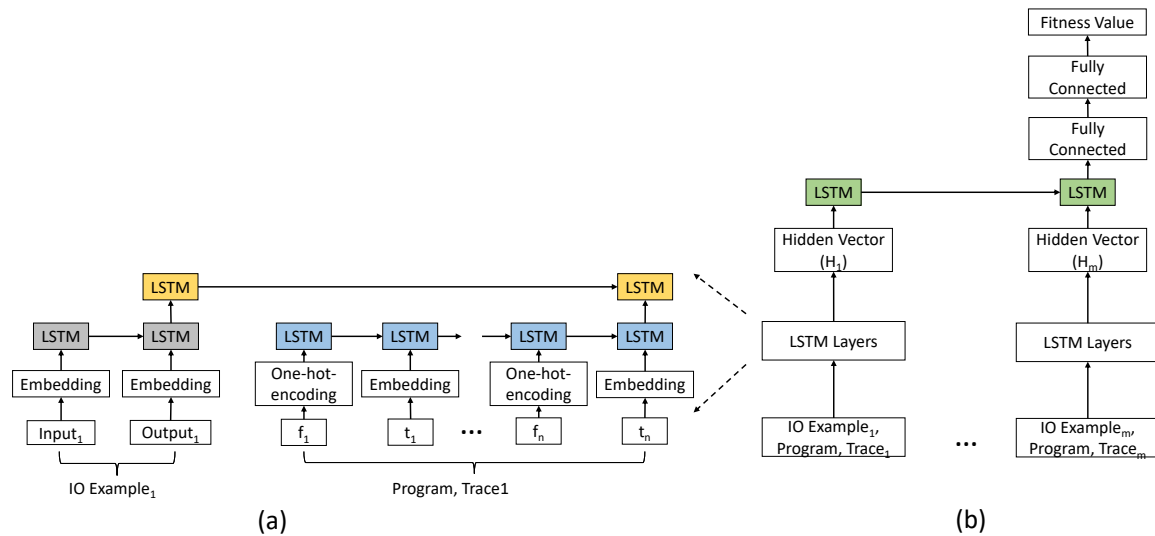 Fitness Value
Fully
Connected
Fully
Connected
LSTM
LSTM
Hidden Vector
(H1)
Hidden Vector
(Hm)
LSTM
LSTM
LSTM
LSTM
LSTM
LSTM
LSTM
LSTM
LSTM Layers
LSTM Layers
Embedding
Embedding
One-hot-
encoding
Embedding
One-hot-
encoding
Embedding
Input1
Output1
f1
t1
...
fn
tn
IO Example1,
Program, Trace1
...
IO Examplem,
Program, Tracem
IO Example1
Program, Trace1
(a)
(b)